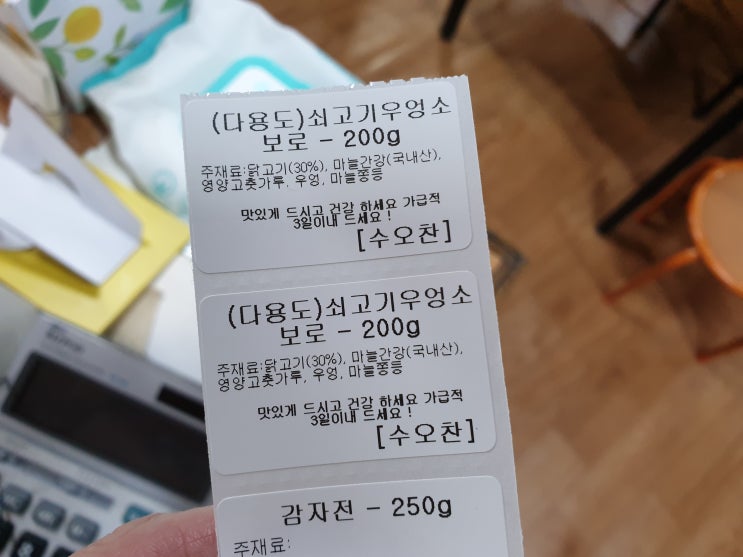 (다용도)쇠고기우엉소
보로 - 200g
주재료:닭고기(30%), 마늘간강(국내산),
영양고춧가루, 우엉, 마늘쫑등
맛있게 드시고 건갈 하세요 가급적
3일이내 드세요!
[수오찬]
(다용도)쇠고기우엉소
보로 - 200g
주재료:닭고기(30%), 마늘간강(국내산),
영양고춧가루, 우엉, 마늘쫑등
맛있게 드시고 건갈 하세요 가급적
3일이내 드세요!
[수오찬]
감자전 - 250g
주재료: